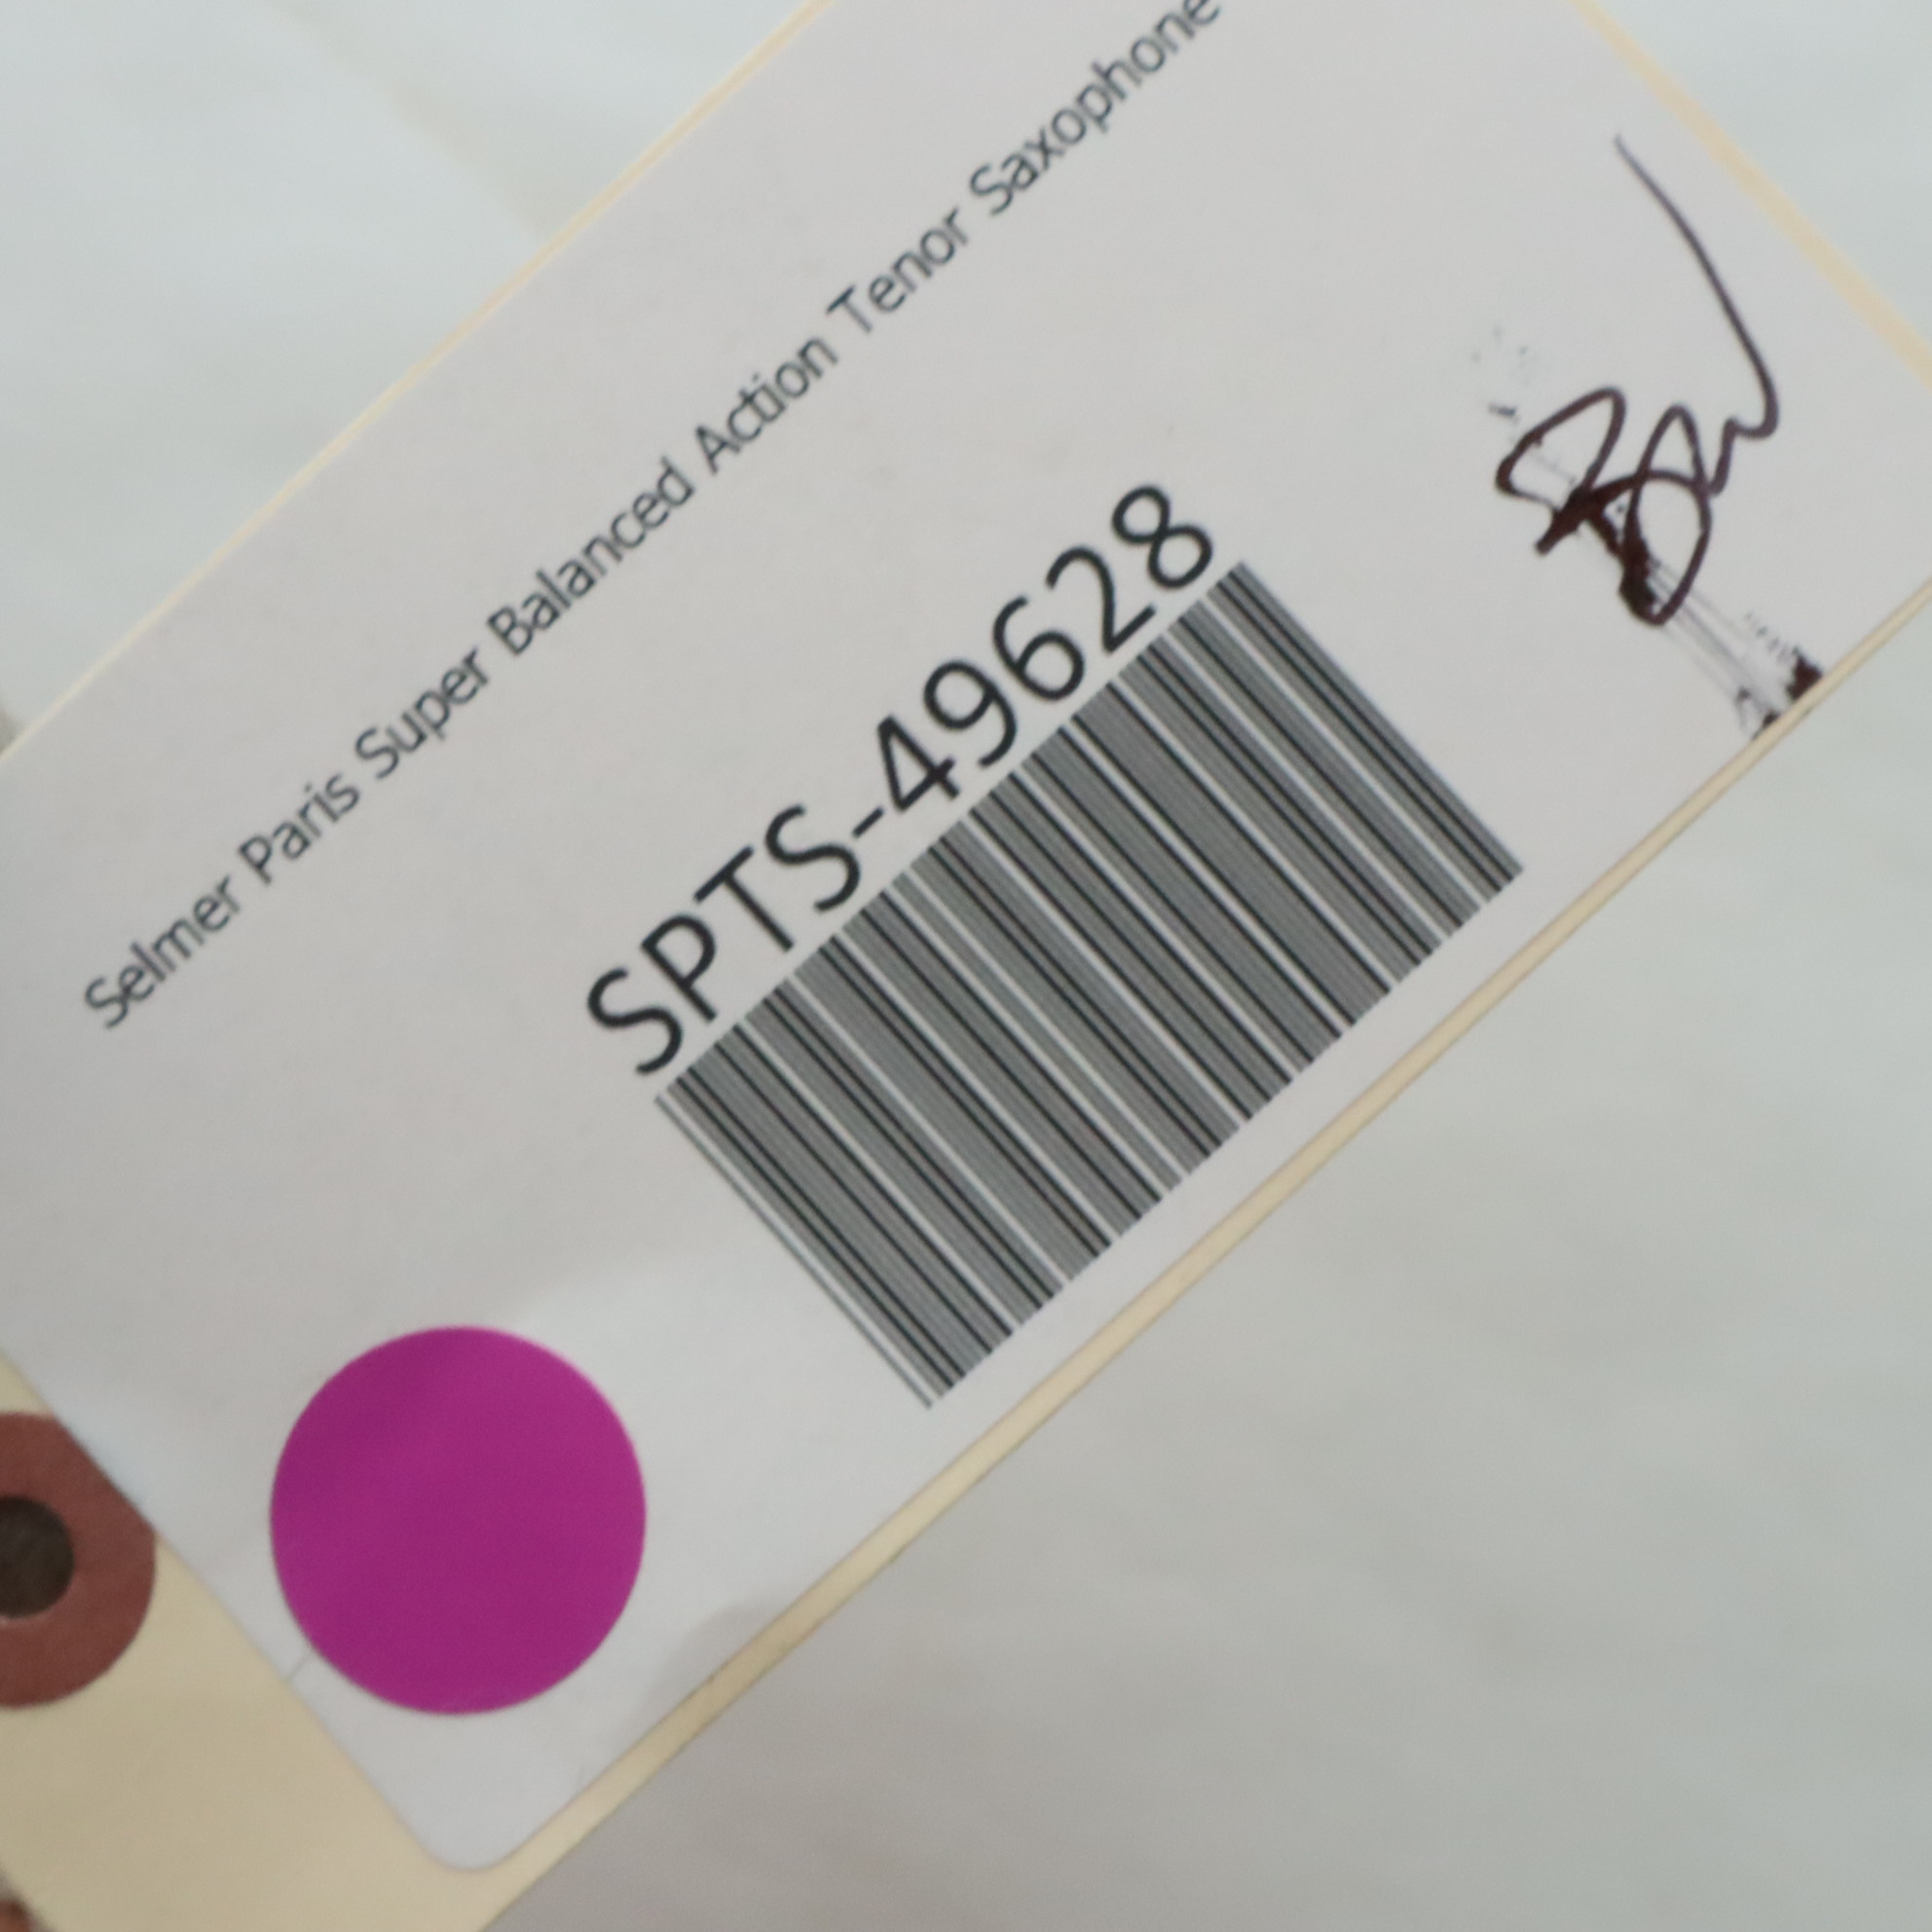 Selmer Paris Super Balanced Action Tenor Saxophone
SPTS-49628